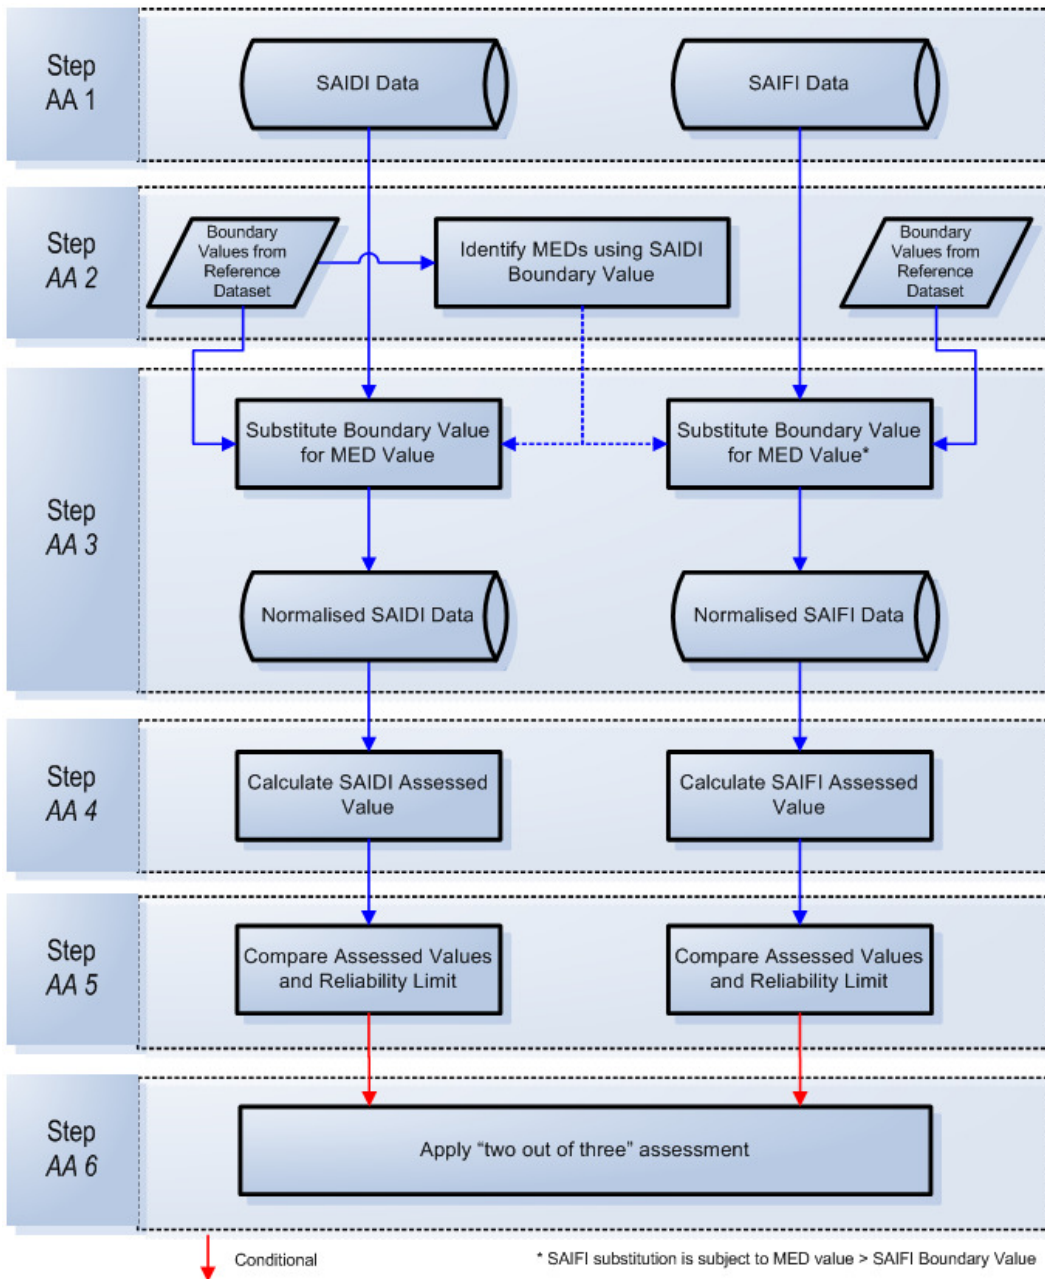 Step
AA 1
SAIDI Data
SAIFI Data
Step
AA 2
Boundary
Values from
Reference
Dataset
Identify MEDs using SAIDI
Boundary Value
Boundary
Values from
Reference
Dataset
Step
AA 3
Substitute Boundary Value
for MED Value
Substitute Boundary Value
for MED Value*
Normalised SAIDI Data
Normalised SAIFI Data
Step
AA 4
Calculate SAIDI Assessed
Value
Calculate SAIFI Assessed
Value
Step
AA 5
Compare Assessed Values
and Reliability Limit
Compare Assessed Values
and Reliability Limit
Step
AA 6
Apply “two out of three” assessment
Conditional
* SAIFI substitution is subject to MED value > SAIFI Boundary Value